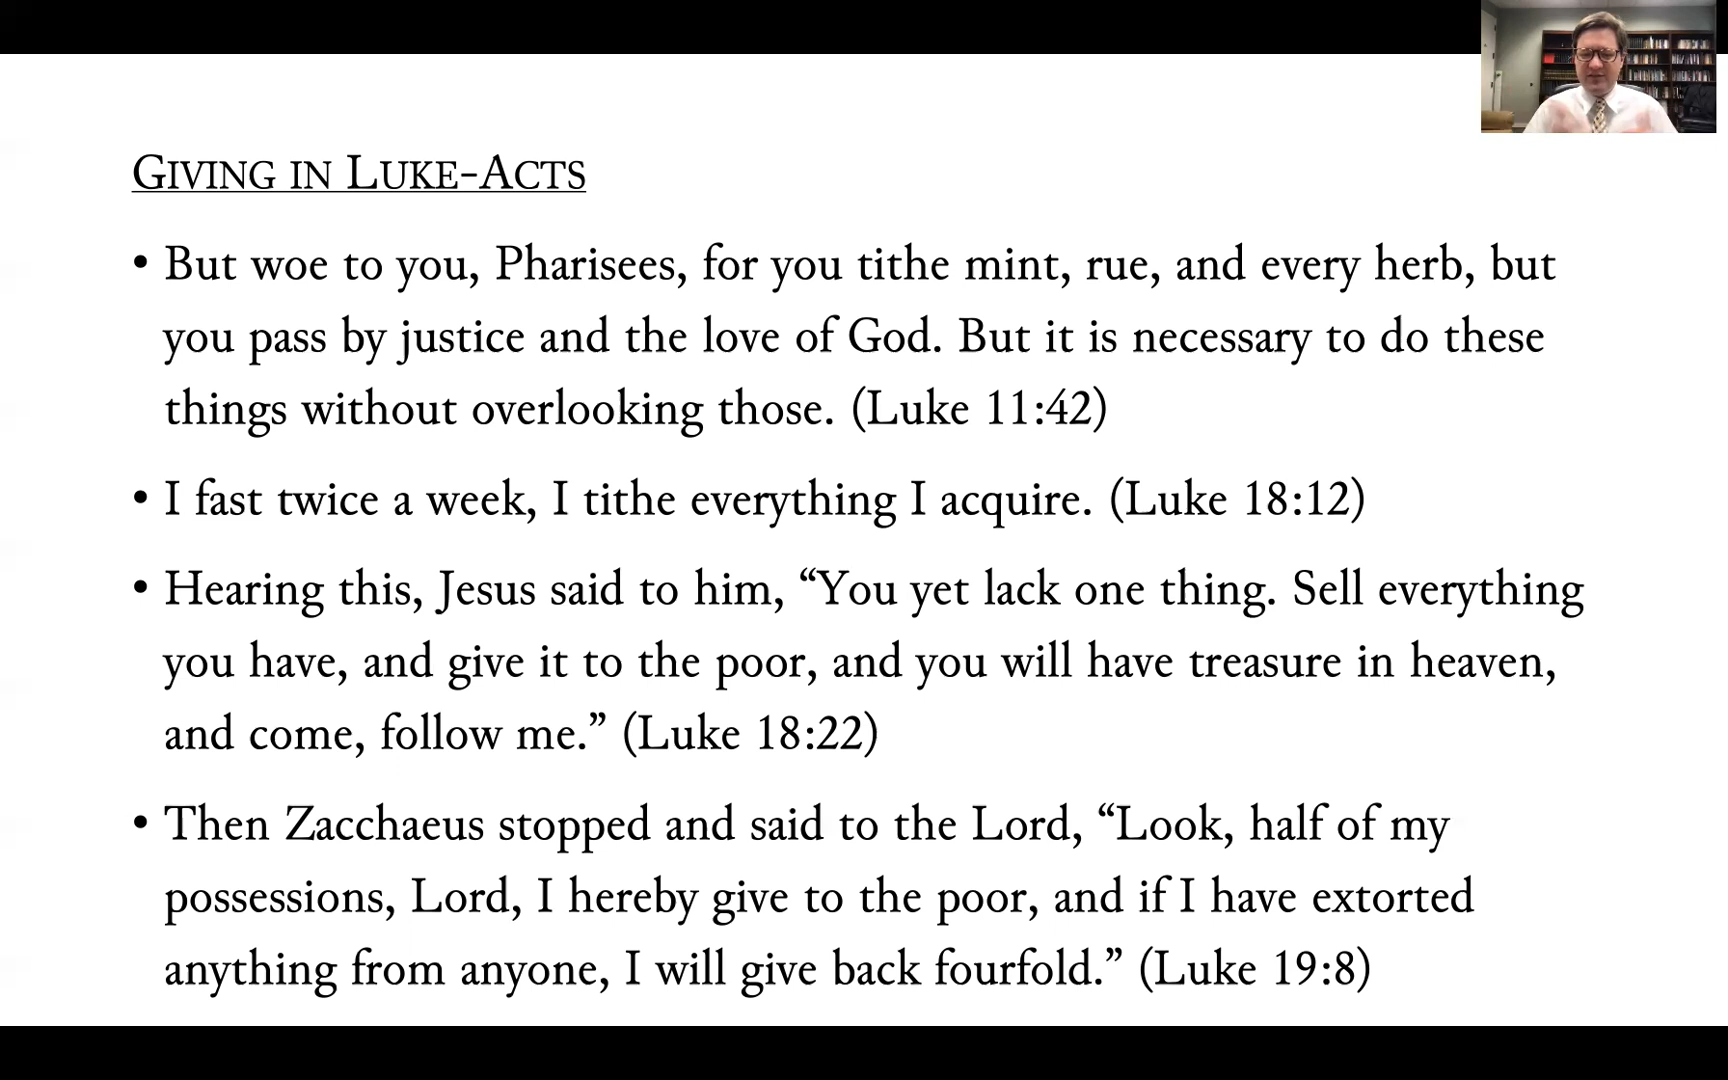 GIVING IN LUKE-ACTS
• But woe to you, Pharisees, for you tithe mint, rue, and every herb, but
you pass by justice and the love of God. But it is necessary to do these
things without overlooking those. (Luke 11:42)
• I fast twice a week, I tithe everything I acquire. (Luke 18:12)
• Hearing this, Jesus said to him, “You yet lack one thing. Sell everything
you have, and give it to the poor, and you will have treasure in heaven,
and come, follow me.” (Luke 18:22)
• Then Zacchaeus stopped and said to the Lord, “Look, half of my
possessions, Lord, I hereby give to the poor, and if I have extorted
anything from anyone, I will give back fourfold.” (Luke 19:8)